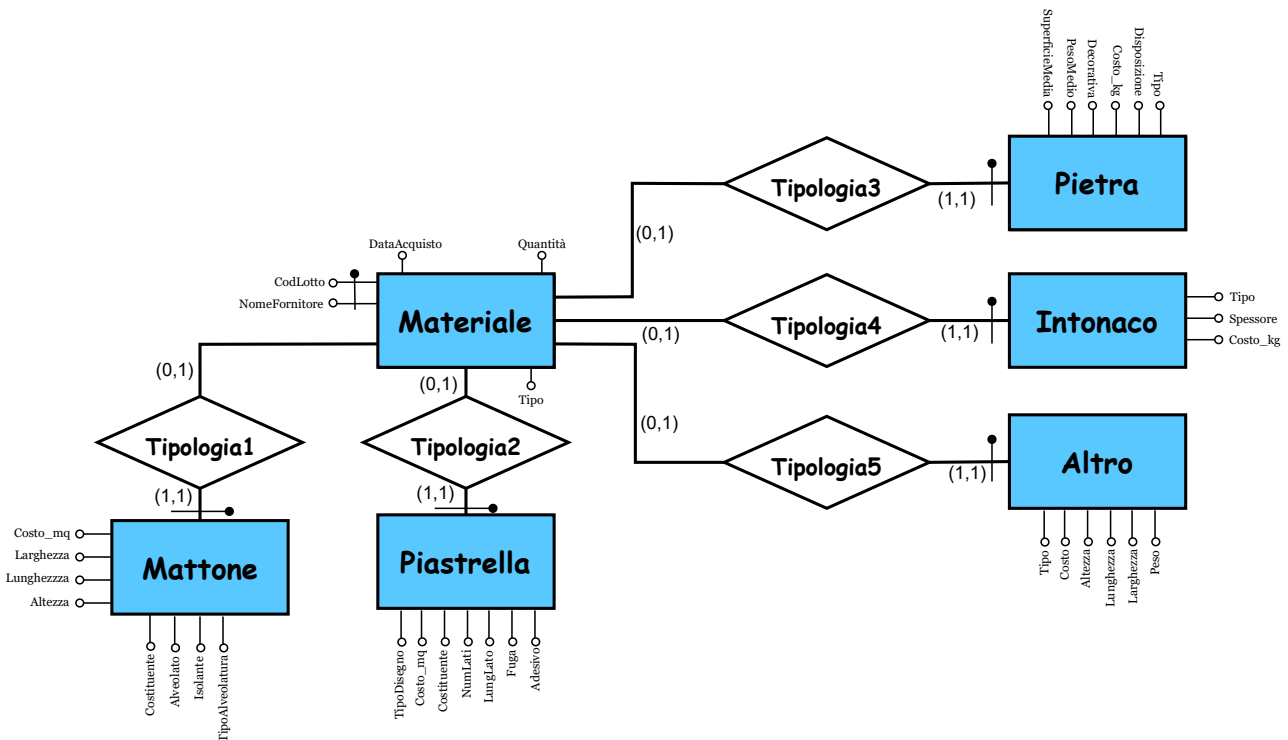 SuperficieMedia
PesoMedio
Decorativa
Costo_kg
Disposizione
Tipo
Pietra
Tipologia3
(1,1)
(0,1)
DataAcquisto
Quantità
CodLotto
NomeFornitore
Materiale
Tipo
(0,1)
Tipologia4
(1,1)
Intonaco
Tipo
Spessore
Costo_kg
(0,1)
Tipologia5
(1,1)
Altro
Tipo
Costo
Altezza
Lunghezza
Larghezza
Peso
(0,1)
Tipologia1
(1,1)
Mattone
Costo_mq
Larghezza
Lunghezzza
Altezza
Costituente
Alveolato
Isolante
TipoAlveolatura
(0,1)
Tipologia2
(1,1)
Piastrella
TipoDisegno
Costo_mq
Costituente
NumLati
LungLato
Fuga
Adesivo